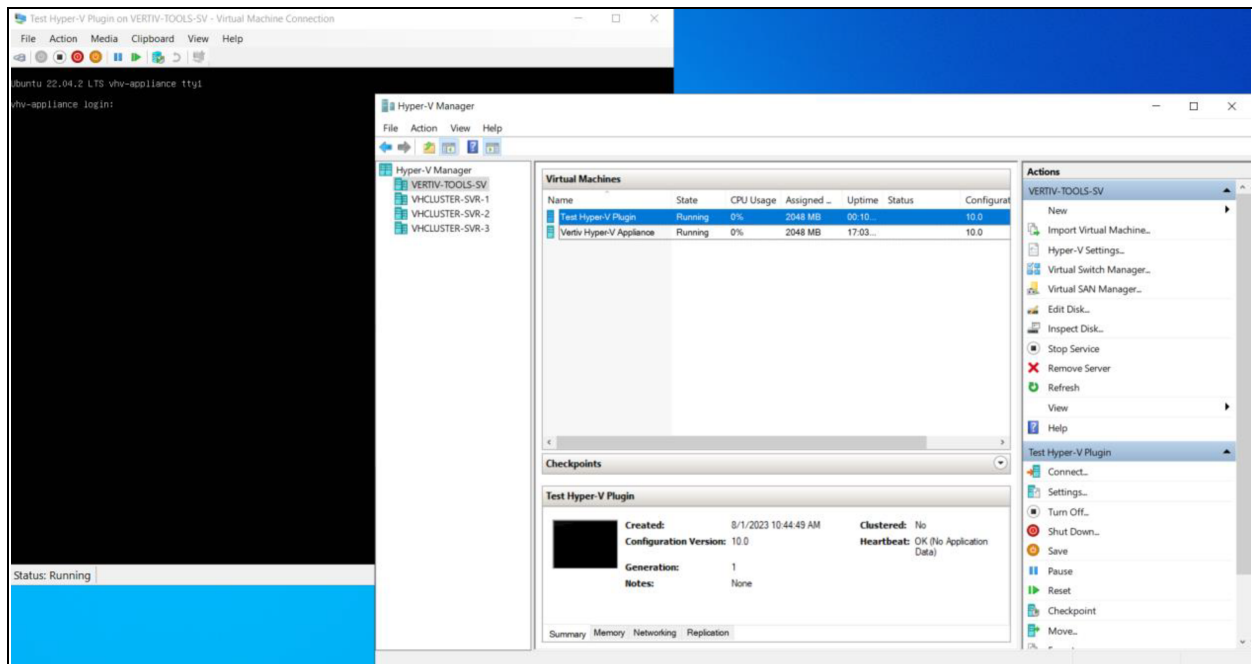 Test Hyper-V Plugin on VERTIV-TOOLS-SV - Virtual Machine Connection
File Action Media Clipboard View Help
Ubuntu 22.04.2 LTS vhv-appliance tty1
vhv-appliance login:
Status: Running
Hyper-V Manager
File Action View Help
Hyper-V Manager
VERTIV-TOOLS-SV
VHCLUSTER-SVR-1
VHCLUSTER-SVR-2
VHCLUSTER-SVR-3
Virtual Machines
Name State CPU Usage Assigned ... Uptime Status Configurat
Test Hyper-V Plugin Running 0% 2048 MB 00:10... 10.0
Vertiv Hyper-V Appliance Running 0% 2048 MB 17:03... 10.0
Checkpoints
Test Hyper-V Plugin
Created: 8/1/2023 10:44:49 AM Clustered: No
Configuration Version: 10.0 Heartbeat: OK (No Application
Data)
Generation: 1
Notes: None
Summary Memory Networking Replication
Actions
VERTIV-TOOLS-SV
New
Import Virtual Machine...
Hyper-V Settings...
Virtual Switch Manager...
Virtual SAN Manager...
Edit Disk...
Inspect Disk...
Stop Service
Remove Server
Refresh
View
Help
Test Hyper-V Plugin
Connect...
Settings...
Turn Off...
Shut Down...
Save
Pause
Reset
Checkpoint
Move...